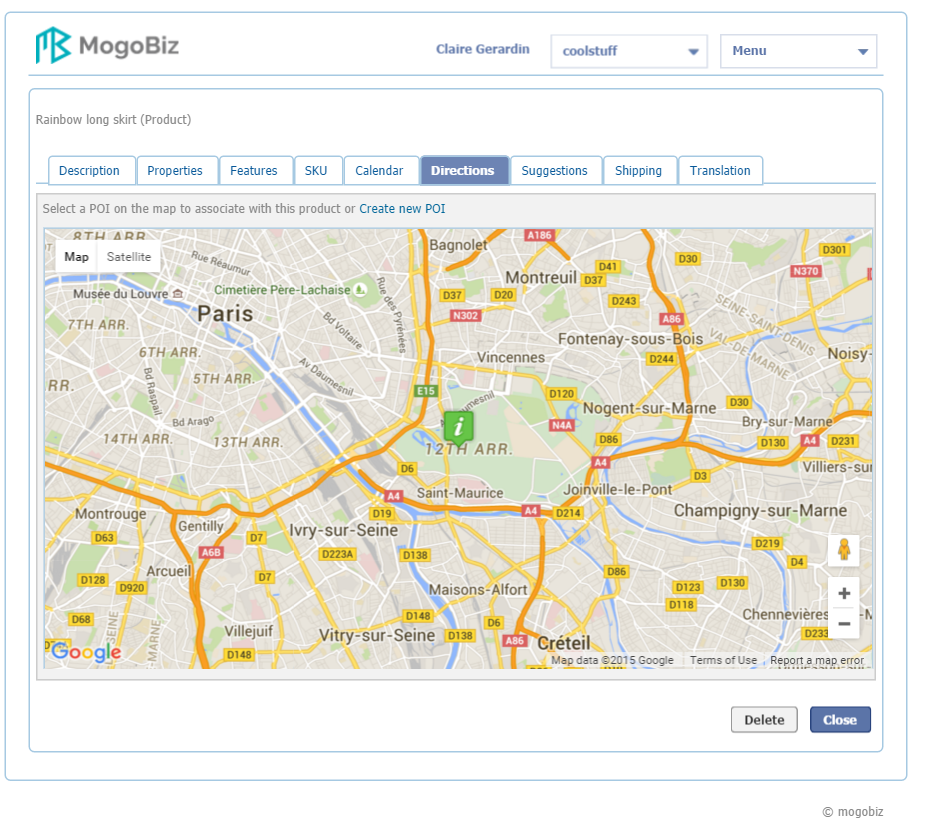 MogoBiz
Claire Gerardin
coolstuff
Menu
Rainbow long skirt (Product)
Description
Properties
Features
SKU
Calendar
Directions
Suggestions
Shipping
Translation
Select a POI on the map to associate with this product or Create new POI
8TH ARR.
Map
Satellite
Rue Réaumur
Bagnolet
A186
D301
D30
D41
N370
Montreuil
D37
Musée du Louvre
Cimetière Père-Lachaise
Rue des Pyrénées
D37
D20
D243
SEINE-SAINT-DENIS
VAL-DE-MARNE
Paris
N302
A86
7TH ARR.
Bd Voltaire
Fontenay-sous-Bois
6TH ARR.
Vincennes
D244
Noisy-
5TH ARR.
Av Daumesnil
RR.
Bd Raspail
E15
D120
D30
Nogent-sur-Marne
Bd Arago
N4A
Bry-sur-Marne
14TH ARR.
13TH ARR.
12TH ARR.
D86
D130
A4
D231
D6
A4
Villiers-sur
D3
A4
Saint-Maurice
Joinville-le-Pont
Montrouge
D19
A4
D214
Champigny-sur-Marne
Gentilly
Ivry-sur-Seine
D63
D7
D219
A6B
D223A
D138
D4
Arcueil
D128
D7
D86
D920
Maisons-Alfort
D123
D130
D118
D68
D148
Chennevières
D6
Villejuif
Vitry-sur-Seine
D138
A86
Créteil
D233
D148
Google
Map data ©2015 Google
Terms of Use
Report a map error
Delete
Close
© mogobiz